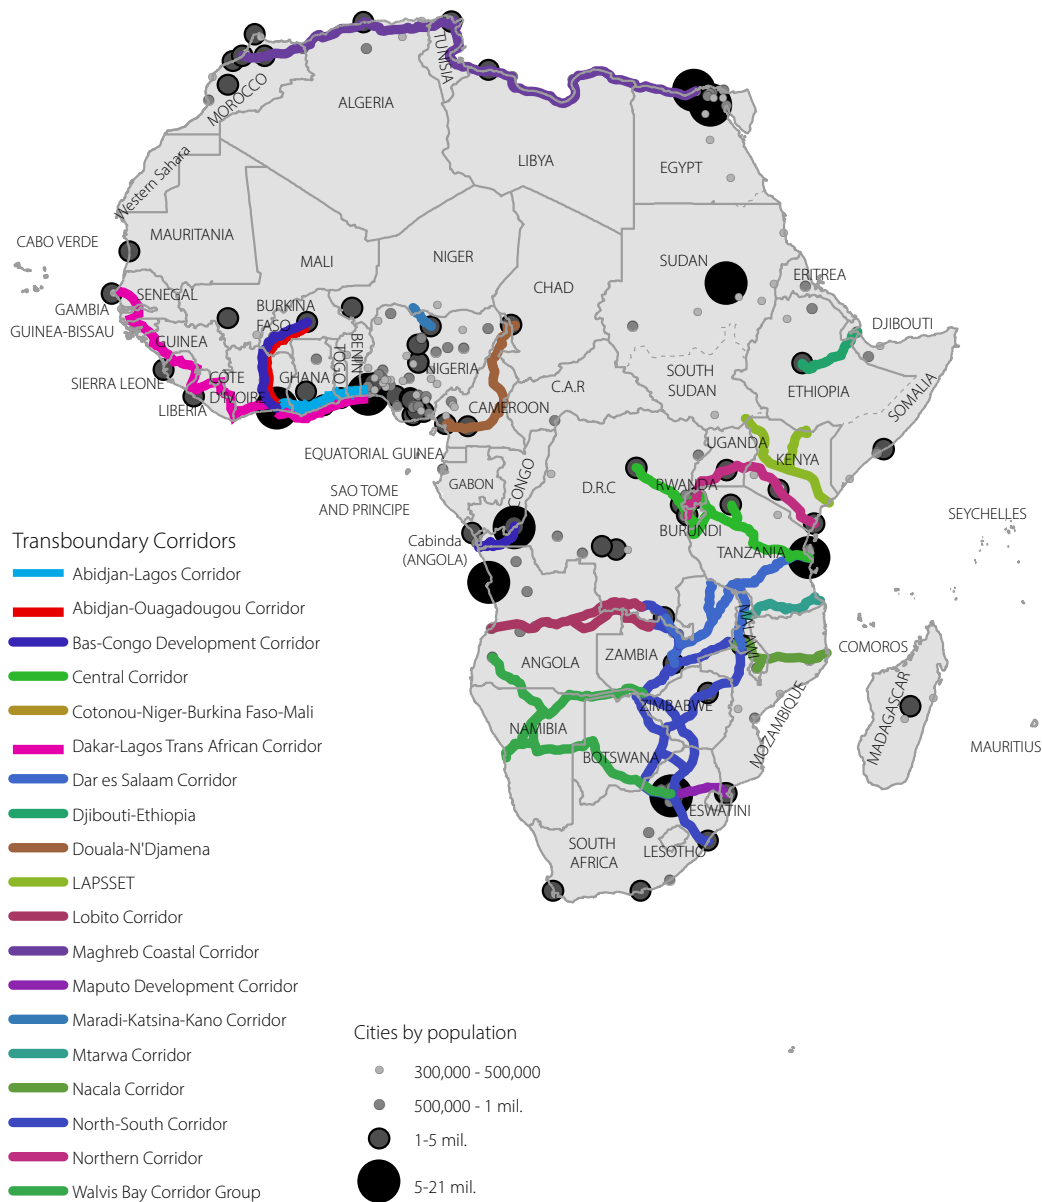 TUNISIA
MOROCCO
ALGERIA
LIBYA
EGYPT
Western Sahara
CABO VERDE
MAURITANIA
MALI
NIGER
CHAD
SUDAN
ERITREA
SENEGAL
GAMBIA
GUINEA-BISSAU
GUINEA
BURKINA
FASO
BENIN
TOGO
GHANA
NIGERIA
DJIBOUTI
SOUTH
SUDAN
ETHIOPIA
SOMALIA
SIERRA LEONE
COTE
D'IVOIRE
LIBERIA
C.A.R
CAMEROON
EQUATORIAL GUINEA
UGANDA
KENYA
GABON
CONGO
D.R.C
RWANDA
BURUNDI
SAO TOME
AND PRINCIPE
SEYCHELLES
Cabinda
(ANGOLA)
TANZANIA
MALAWI
COMOROS
ANGOLA
ZAMBIA
ZIMBABWE
MOZAMBIQUE
MADAGASCAR
MAURITIUS
NAMIBIA
BOTSWANA
ESWATINI
SOUTH
AFRICA
LESOTHO
Transboundary Corridors
Abidjan-Lagos Corridor
Abidjan-Ouagadougou Corridor
Bas-Congo Development Corridor
Central Corridor
Cotonou-Niger-Burkina Faso-Mali
Dakar-Lagos Trans African Corridor
Dar es Salaam Corridor
Djibouti-Ethiopia
Douala-N'Djamena
LAPSSET
Lobito Corridor
Maghreb Coastal Corridor
Maputo Development Corridor
Maradi-Katsina-Kano Corridor
Mtarwa Corridor
Nacala Corridor
North-South Corridor
Northern Corridor
Walvis Bay Corridor Group
Cities by population
300,000 - 500,000
500,000 - 1 mil.
1-5 mil.
5-21 mil.